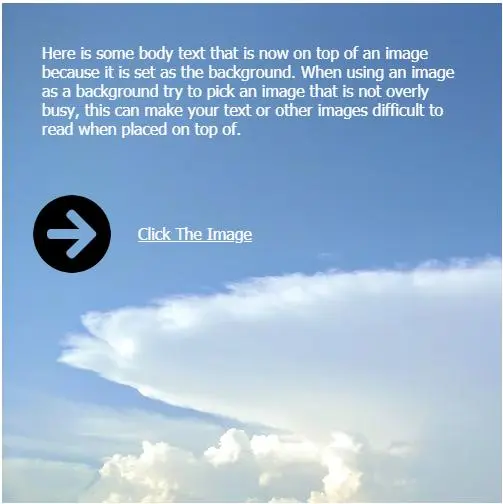 Here is some body text that is now on top of an image
because it is set as the background. When using an image
as a background try to pick an image that is not overly
busy, this can make your text or other images difficult to
read when placed on top of.
Click The Image